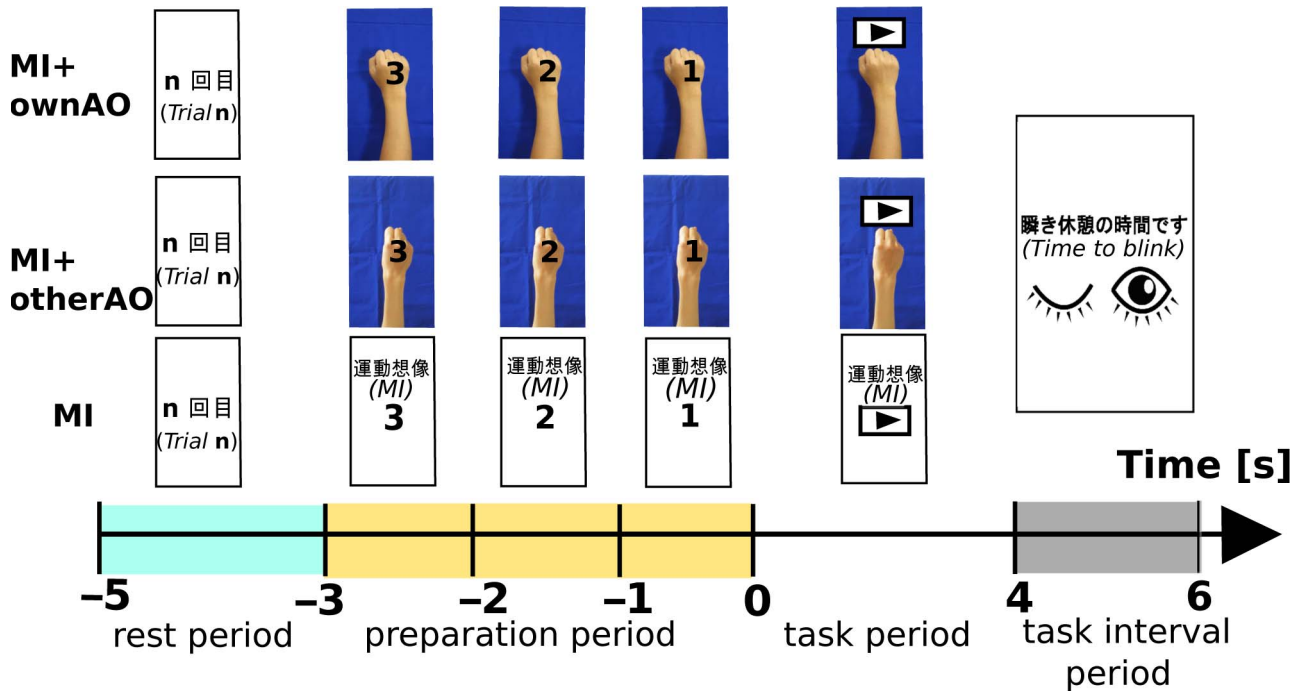 MI+
ownAO
n 回目
(Trial n)
3
2
1
MI+
otherAO
n 回目
(Trial n)
3
2
1
MI
n 回目
(Trial n)
運動想像
(MI)
3
運動想像
(MI)
2
運動想像
(MI)
1
運動想像
(MI)
瞬き休憩の時間です
(Time to blink)
Time [s]
−5
−3
−2
−1
0
4
6
rest period
preparation period
task period
task interval
period